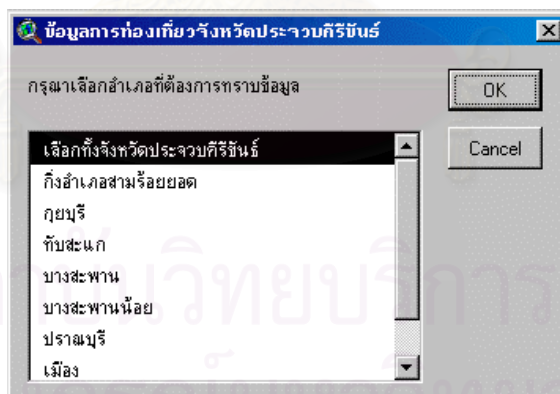 ข้อมูลการท่องเที่ยวจังหวัดประจวบคีรีขันธ์
กรุณาเลือกอำเภอที่ต้องการทราบข้อมูล
OK
Cancel
เลือกทั้งจังหวัดประจวบคีรีขันธ์
กิ่งอำเภอสามร้อยยอด
กุยบุรี
ทับสะแก
บางสะพาน
บางสะพานน้อย
ปราณบุรี
เมือง